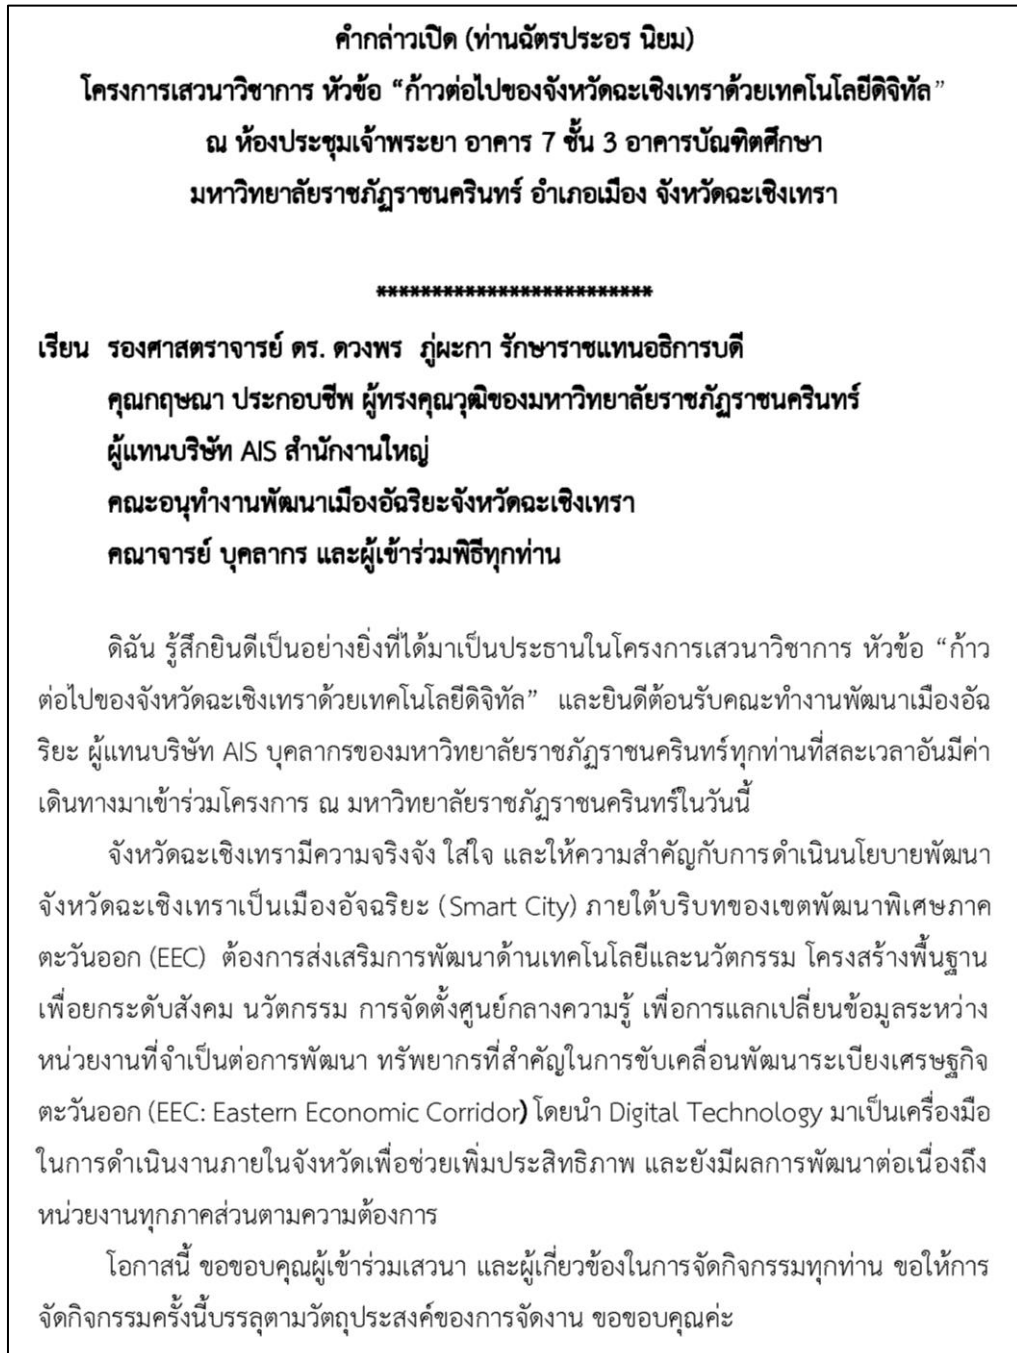 คำกล่าวเปิด (ท่านฉัตรประอร นิยม)
โครงการเสวนาวิชาการ หัวข้อ “ก้าวต่อไปของจังหวัดฉะเชิงเทราด้วยเทคโนโลยีดิจิทัล”
ณ ห้องประชุมเจ้าพระยา อาคาร 7 ชั้น 3 อาคารบัณฑิตศึกษา
มหาวิทยาลัยราชภัฏราชนครินทร์ อำเภอเมือง จังหวัดฉะเชิงเทรา
*************************
เรียน รองศาสตราจารย์ ดร. ดวงพร ภู่ผะกา รักษาราชแทนอธิการบดี
คุณกฤษณา ประกอบชีพ ผู้ทรงคุณวุฒิของมหาวิทยาลัยราชภัฏราชนครินทร์
ผู้แทนบริษัท AIS สำนักงานใหญ่
คณะอนุทำงานพัฒนาเมืองอัฉริยะจังหวัดฉะเชิงเทรา
คณาจารย์ บุคลากร และผู้เข้าร่วมพิธีทุกท่าน
ดิฉัน รู้สึกยินดีเป็นอย่างยิ่งที่ได้มาเป็นประธานในโครงการเสวนาวิชาการ หัวข้อ “ก้าว
ต่อไปของจังหวัดฉะเชิงเทราด้วยเทคโนโลยีดิจิทัล” และยินดีต้อนรับคณะทำงานพัฒนาเมืองอัฉ
ริยะ ผู้แทนบริษัท AIS บุคลากรของมหาวิทยาลัยราชภัฏราชนครินทร์ทุกท่านที่สละเวลาอันมีค่า
เดินทางมาเข้าร่วมโครงการ ณ มหาวิทยาลัยราชภัฏราชนครินทร์ในวันนี้
จังหวัดฉะเชิงเทรามีความจริงจัง ใส่ใจ และให้ความสำคัญกับการดำเนินนโยบายพัฒนา
จังหวัดฉะเชิงเทราเป็นเมืองอัจฉริยะ (Smart City) ภายใต้บริบทของเขตพัฒนาพิเศษภาค
ตะวันออก (EEC) ต้องการส่งเสริมการพัฒนาด้านเทคโนโลยีและนวัตกรรม โครงสร้างพื้นฐาน
เพื่อยกระดับสังคม นวัตกรรม การจัดตั้งศูนย์กลางความรู้ เพื่อการแลกเปลี่ยนข้อมูลระหว่าง
หน่วยงานที่จำเป็นต่อการพัฒนา ทรัพยากรที่สำคัญในการขับเคลื่อนพัฒนาระเบียงเศรษฐกิจ
ตะวันออก (EEC: Eastern Economic Corridor) โดยนำ Digital Technology มาเป็นเครื่องมือ
ในการดำเนินงานภายในจังหวัดเพื่อช่วยเพิ่มประสิทธิภาพ และยังมีผลการพัฒนาต่อเนื่องถึง
หน่วยงานทุกภาคส่วนตามความต้องการ
โอกาสนี้ ขอขอบคุณผู้เข้าร่วมเสวนา และผู้เกี่ยวข้องในการจัดกิจกรรมทุกท่าน ขอให้การ
จัดกิจกรรมครั้งนี้บรรลุตามวัตถุประสงค์ของการจัดงาน ขอขอบคุณค่ะ